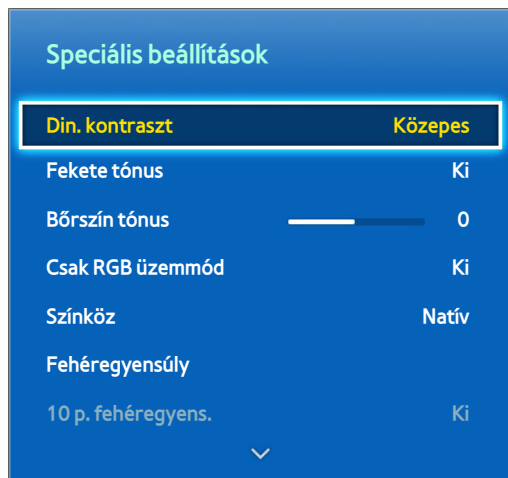 Speciális beállítások
Din. kontraszt Közepes
Fekete tónus Ki
Bőrszín tónus 0
Csak RGB üzemmód Ki
Színköz Natív
Fehéregyensúly
10 p. fehéregyens. Ki